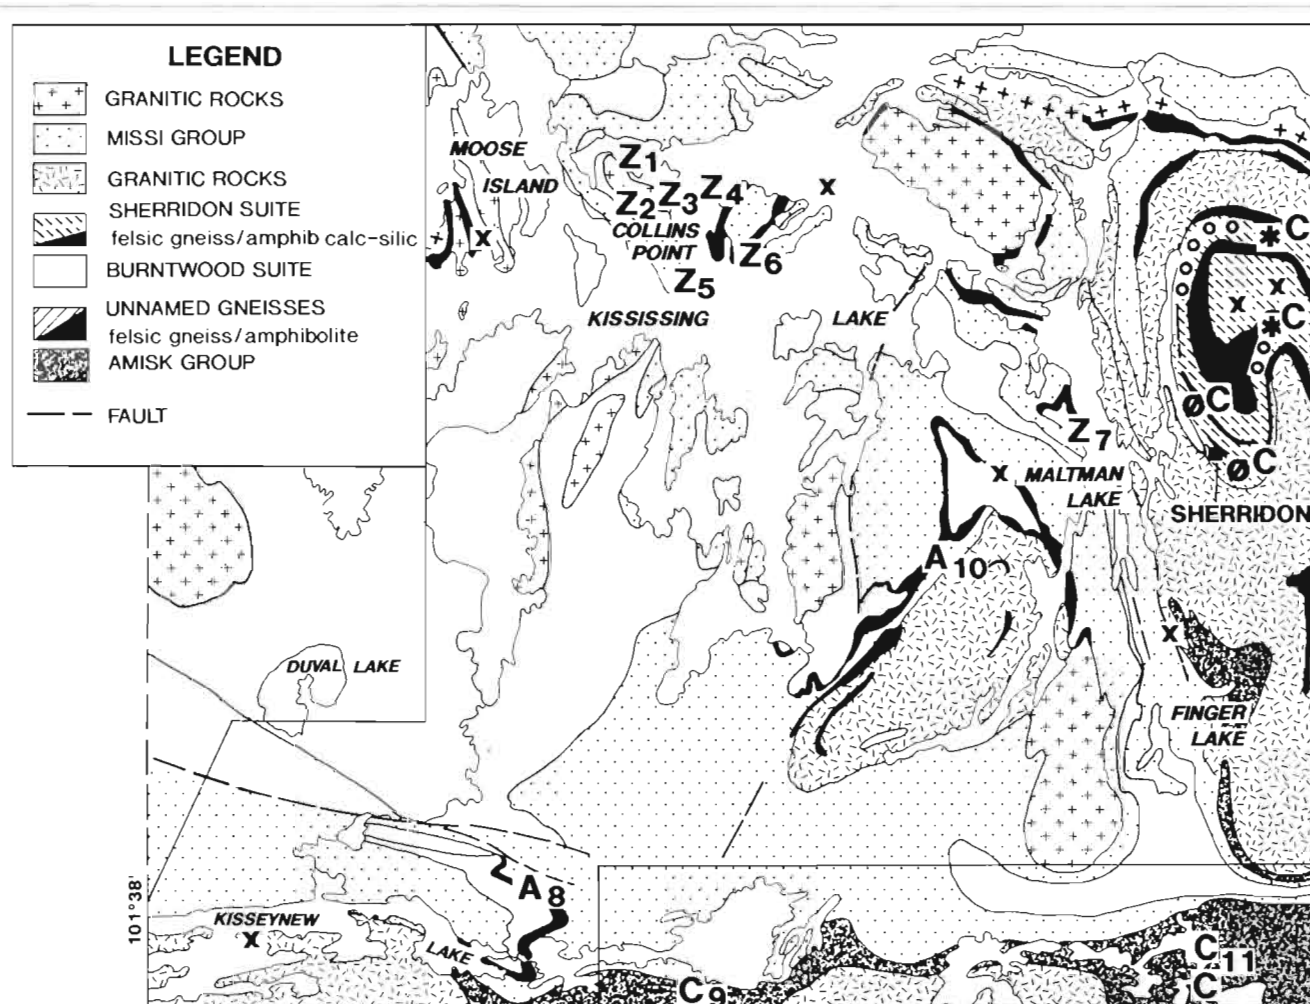 LEGEND
GRANITIC ROCKS
MISSI GROUP
GRANITIC ROCKS
SHERRIDON SUITE
felsic gneiss/amphib calc-silic
BURNTWOOD SUITE
UNNAMED GNEISSES
felsic gneiss/amphibolite
AMISK GROUP
FAULT
MOOSE
ISLAND
X
Z1
Z2
Z3
Z4
X
COLLINS
POINT
Z6
Z5
KISSISSING
LAKE
* C
X
X
* C
ØC
ØC
Z7
X
MALTMAN
LAKE
SHERRIDON
A10
X
DUVAL LAKE
FINGER
LAKE
A8
101°38'
KISSEYNEW
X
LAKE
C9
C11
C